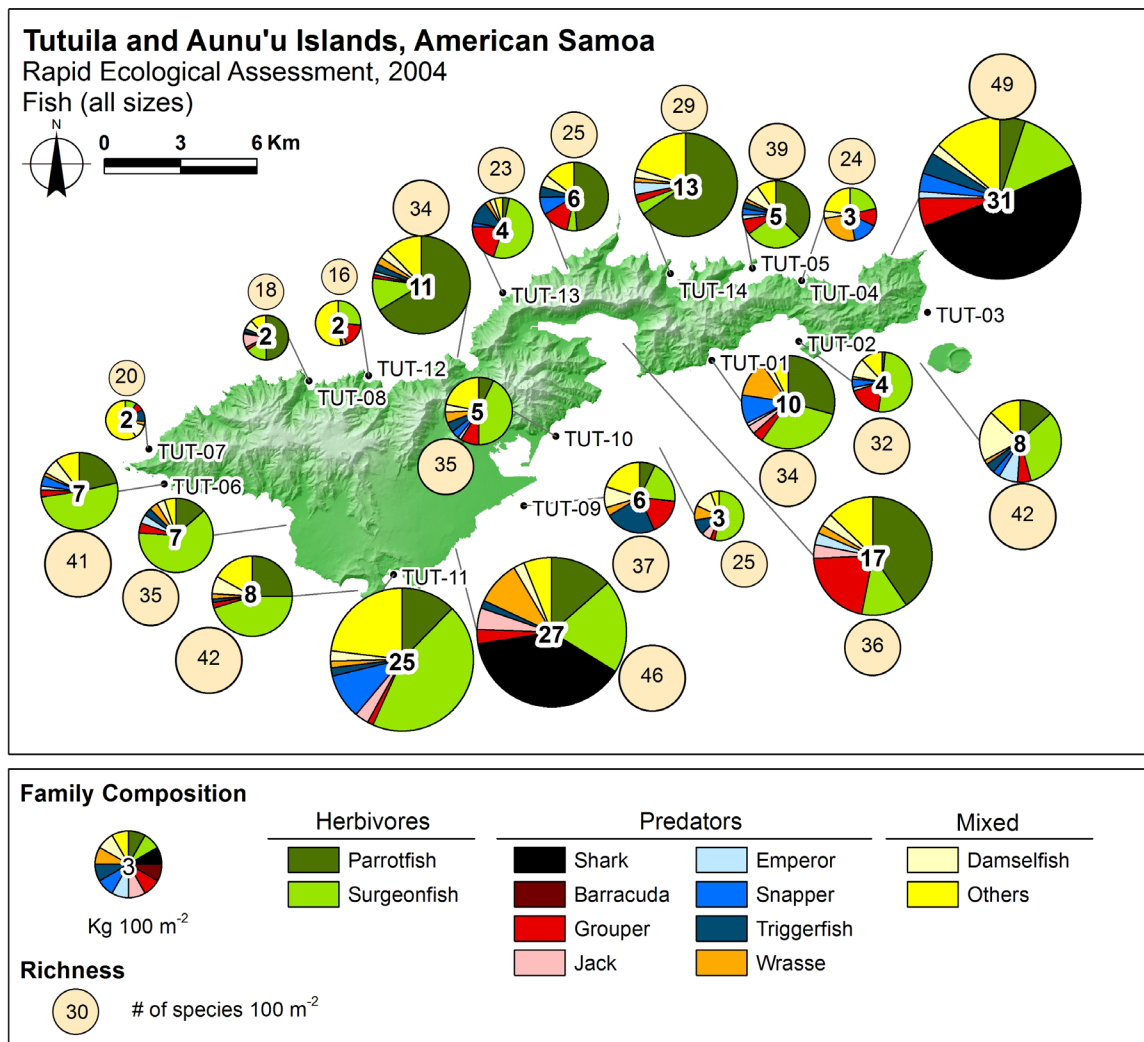 Tutuila and Aunu'u Islands, American Samoa
Rapid Ecological Assessment, 2004
Fish (all sizes)
N
0 3 6 Km
49
31
29
13
25
6
39
5
24
3
23
4
34
11
16
2
18
2
20
2
TUT-13
TUT-14
TUT-05
TUT-04
TUT-03
TUT-02
TUT-01
TUT-12
TUT-08
TUT-07
TUT-06
TUT-10
TUT-09
TUT-11
5
35
10
34
4
32
8
42
7
41
7
35
8
42
6
37
3
25
17
36
25
27
46
Family Composition
3
Kg 100 m-2
Richness
30
# of species 100 m-2
Herbivores
Parrotfish
Surgeonfish
Predators
Shark
Barracuda
Grouper
Jack
Emperor
Snapper
Triggerfish
Wrasse
Mixed
Damselfish
Others